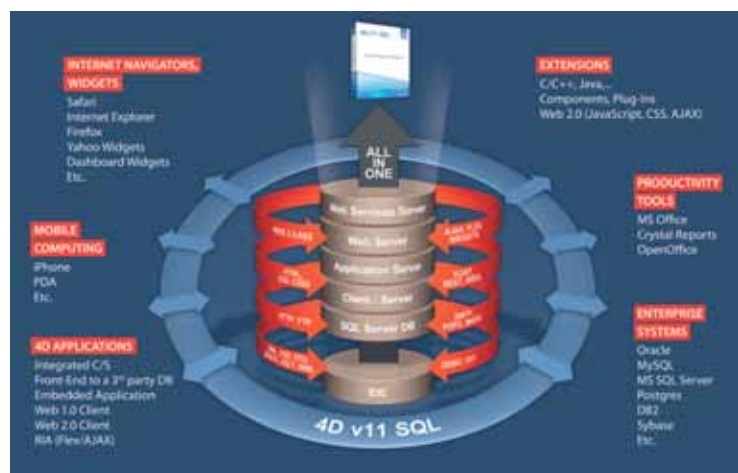 INTERNET NAVIGATORS,
WIDGETS
Safari
Internet Explorer
Firefox
Yahoo Widgets
Dashboard Widgets
Etc.
MOBILE
COMPUTING
iPhone
PDA
Etc.
4D APPLICATIONS
Integrated C/S
Front-End to a 3rd party DB
Embedded Application
Web 1.0 Client
Web 2.0 Client
RIA (Flex/AJAX)
ALL
IN
ONE
Web Services Server
Web Server
Application Server
Client / Server
SQL Server DB
IDE
4D v11 SQL
EXTENSIONS
C/C++, Java,...
Components, Plug-Ins
Web 2.0 (JavaScript, CSS, AJAX)
PRODUCTIVITY
TOOLS
MS Office
Crystal Reports
OpenOffice
ENTERPRISE
SYSTEMS
Oracle
MySQL
MS SQL Server
Postgres
DB2
Sybase
Etc.